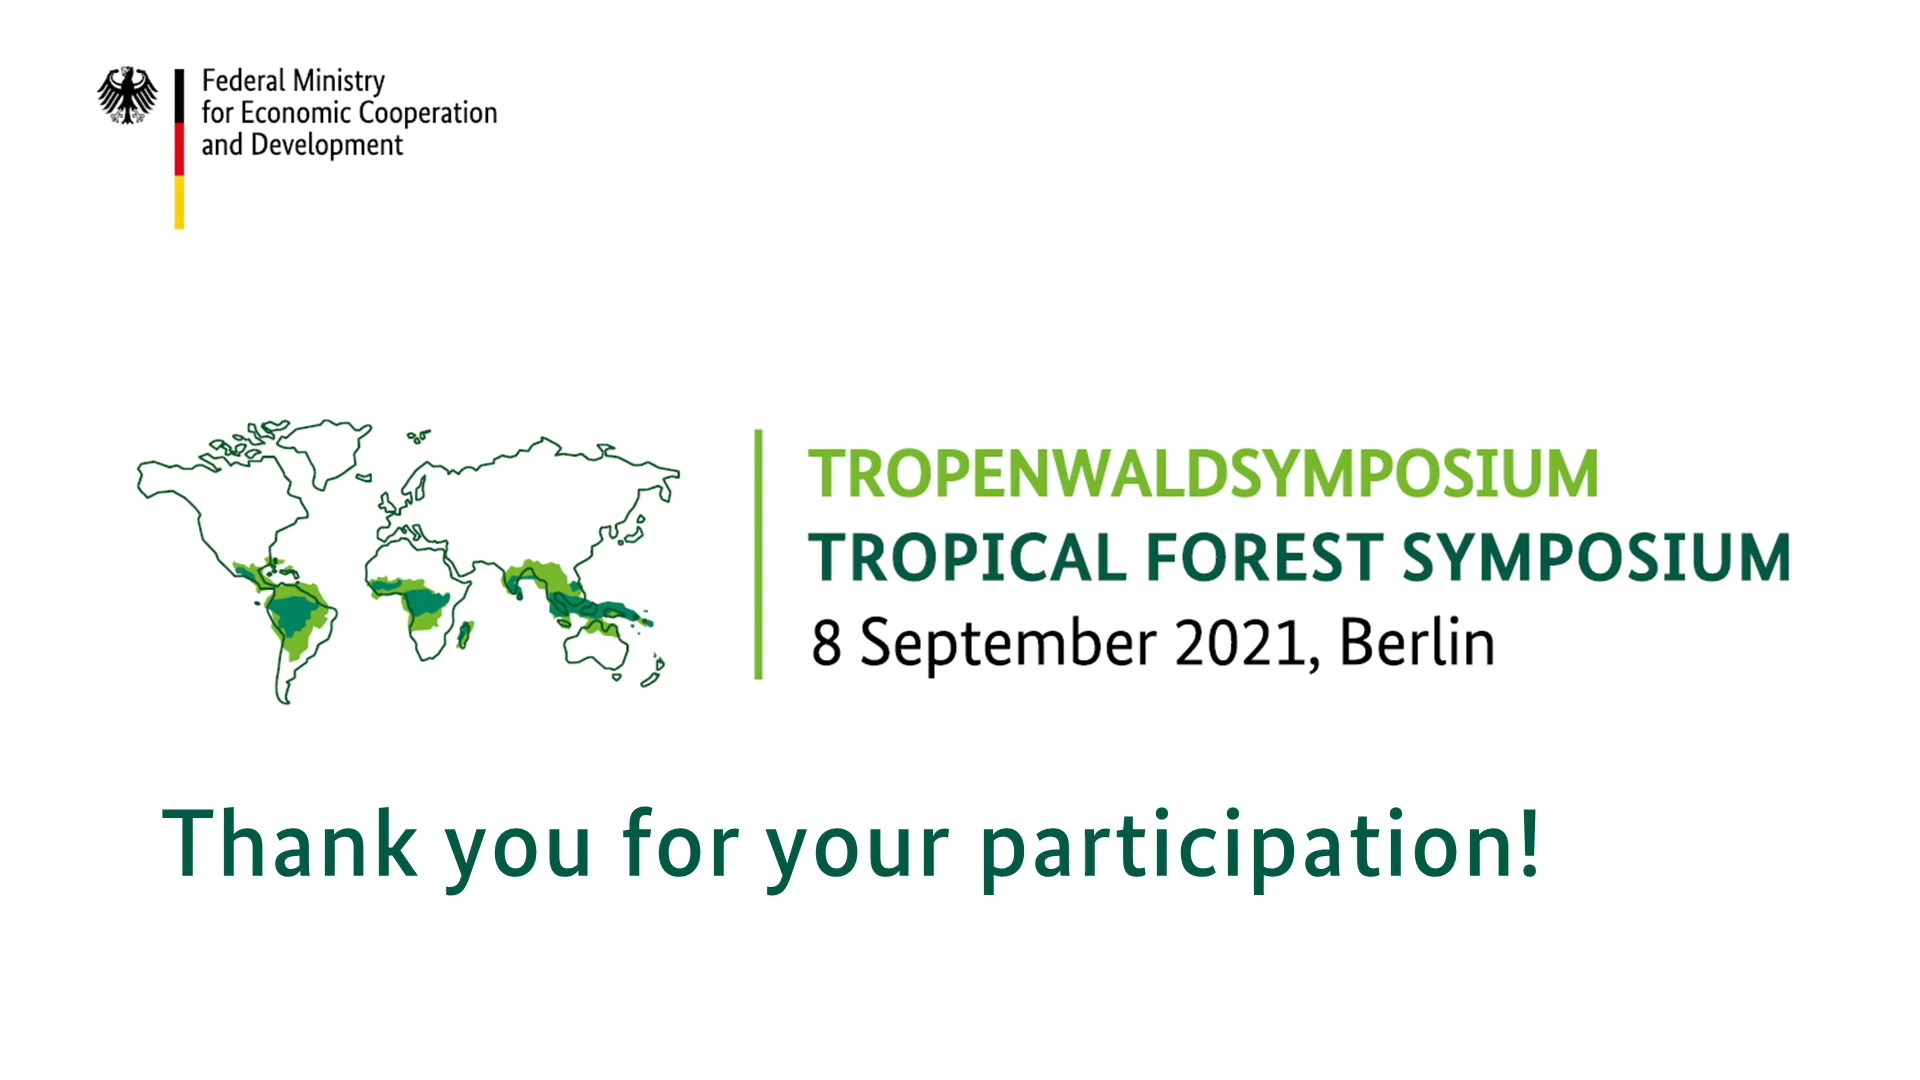 Federal Ministry
for Economic Cooperation
and Development
TROPENWALDSYMPOSIUM
TROPICAL FOREST SYMPOSIUM
8 September 2021, Berlin
Thank you for your participation!